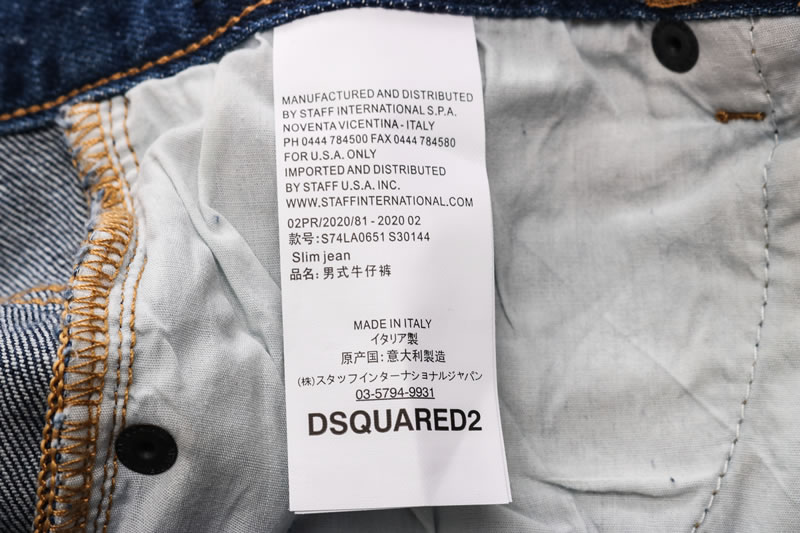 MANUFACTURED AND DISTRIBUTED
BY STAFF INTERNATIONAL S.P.A.
NOVENTA VICENTINA - ITALY
PH 0444 784500 FAX 0444 784580
FOR U.S.A. ONLY
IMPORTED AND DISTRIBUTED
BY STAFF U.S.A. INC.
WWW.STAFFINTERNATIONAL.COM
02PR/2020/81 - 2020 02
款号: S74LA0651 S30144
Slim jean
品名: 男式牛仔裤
MADE IN ITALY
イタリア製
原产国: 意大利製造
(株)スタッフインターナショナルジャパン
03-5794-9931
DSQUARED2